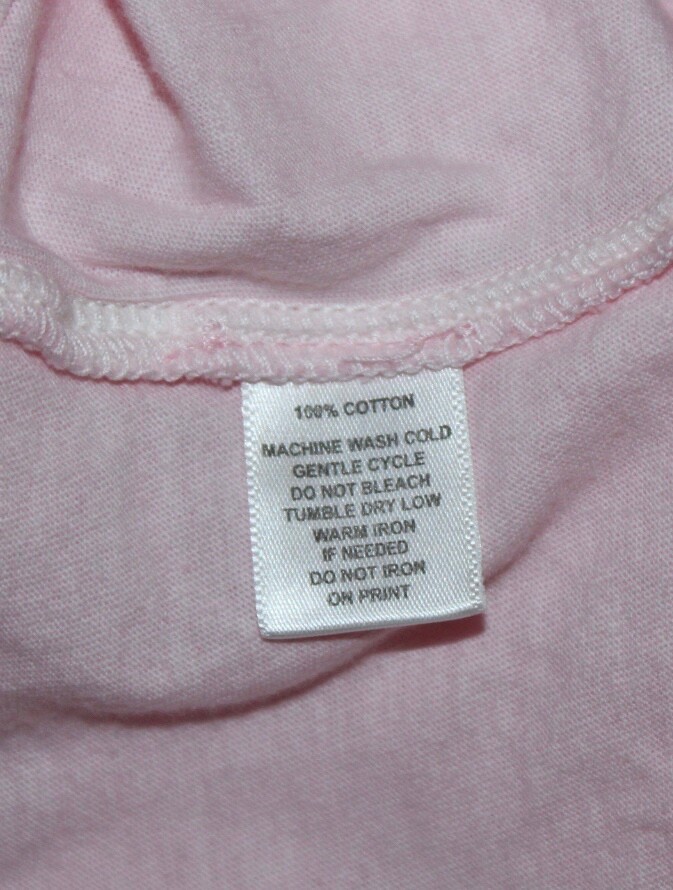 100% COTTON
MACHINE WASH COLD
GENTLE CYCLE
DO NOT BLEACH
TUMBLE DRY LOW
WARM IRON
IF NEEDED
DO NOT IRON
ON PRINT